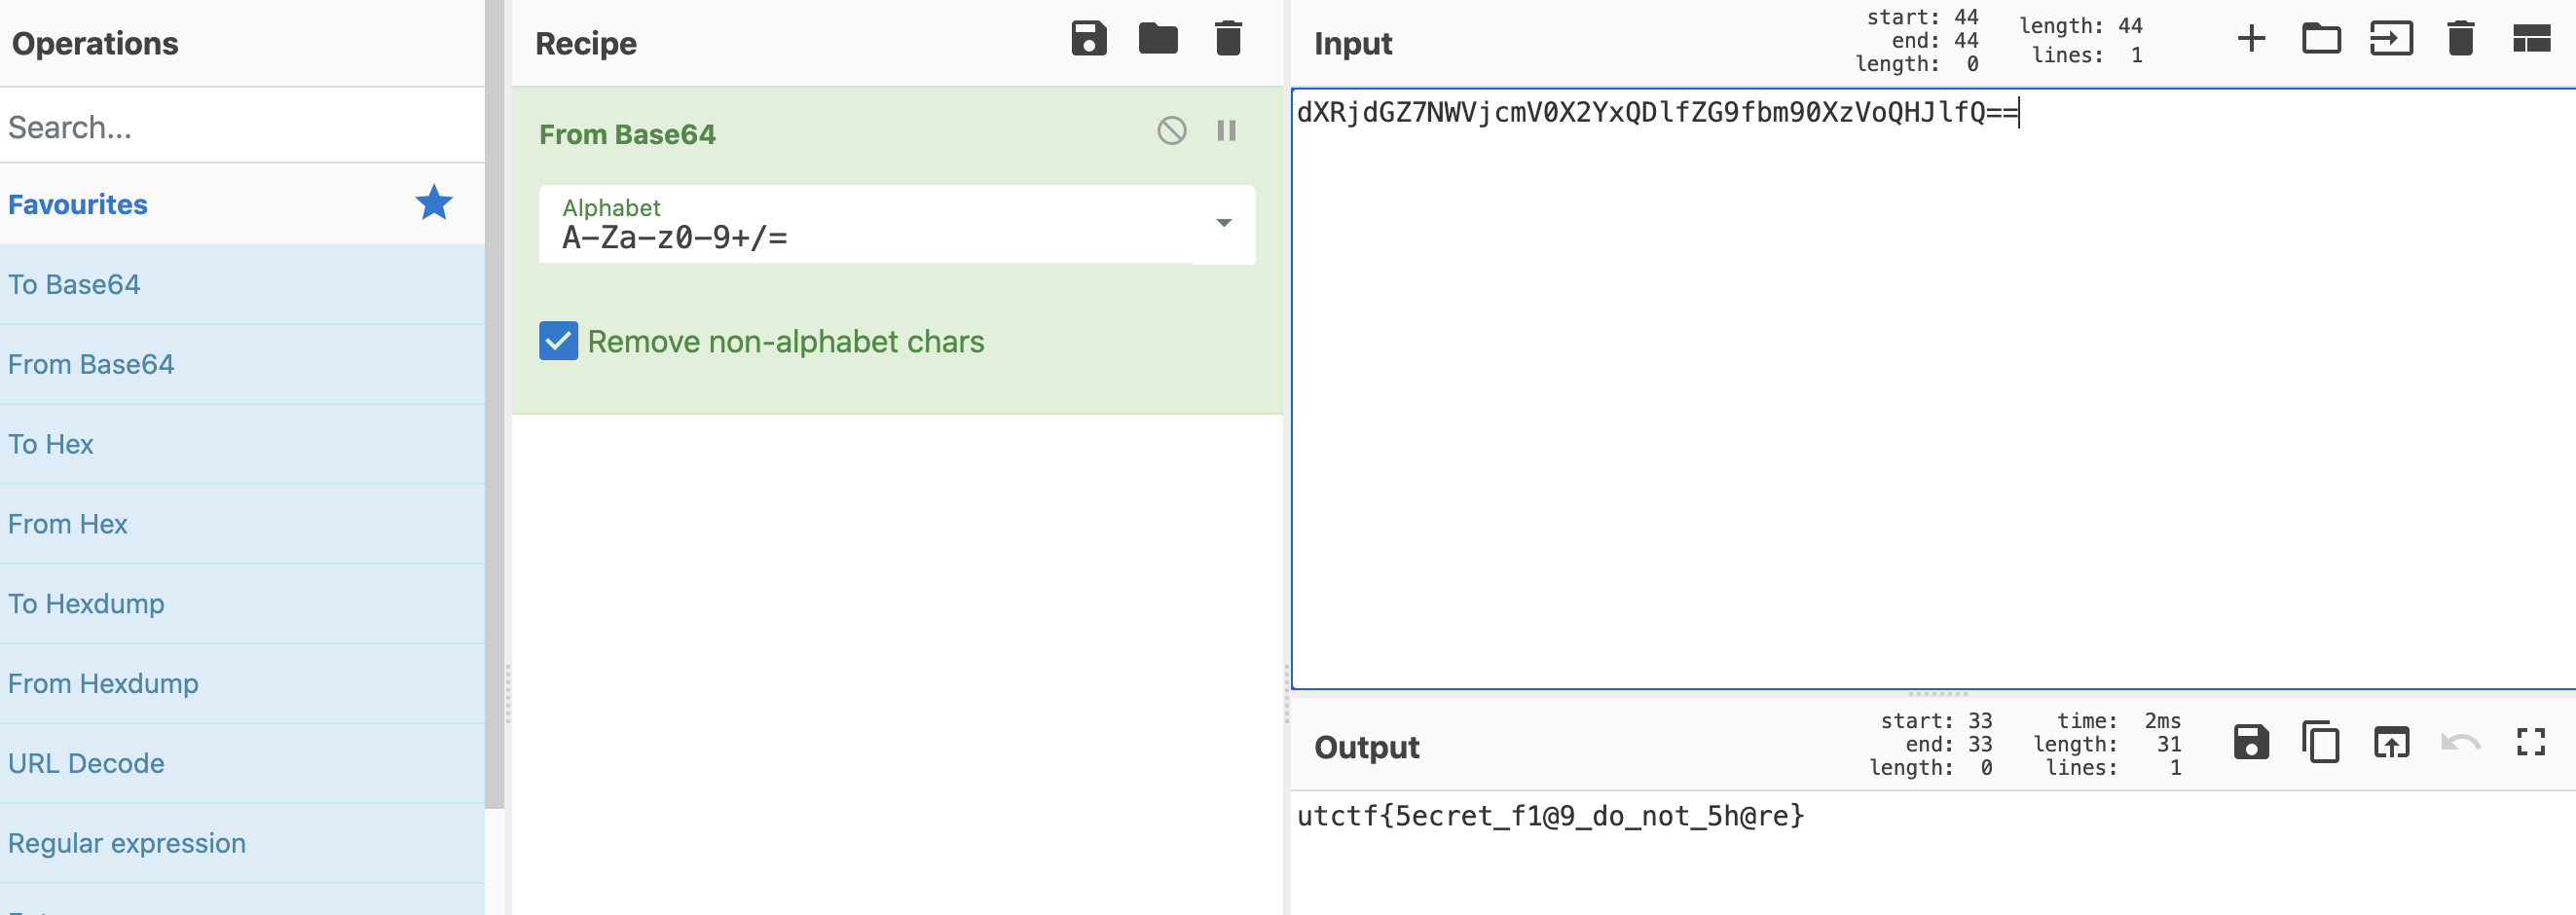 Operations
Search...
Favourites
To Base64
From Base64
To Hex
From Hex
To Hexdump
From Hexdump
URL Decode
Regular expression
Recipe
From Base64
Alphabet
A-Za-z0-9+/=
Remove non-alphabet chars
Input
start: 44
end: 44
length: 0
length: 44
lines: 1
dXRjdGZ7NWVjcmV0X2YxQDlfZG9fbm90XzVoQHJlfQ==
Output
start: 33
end: 33
length: 0
time: 2ms
length: 31
lines: 1
utctf{5ecret_f1@9_do_not_5h@re}